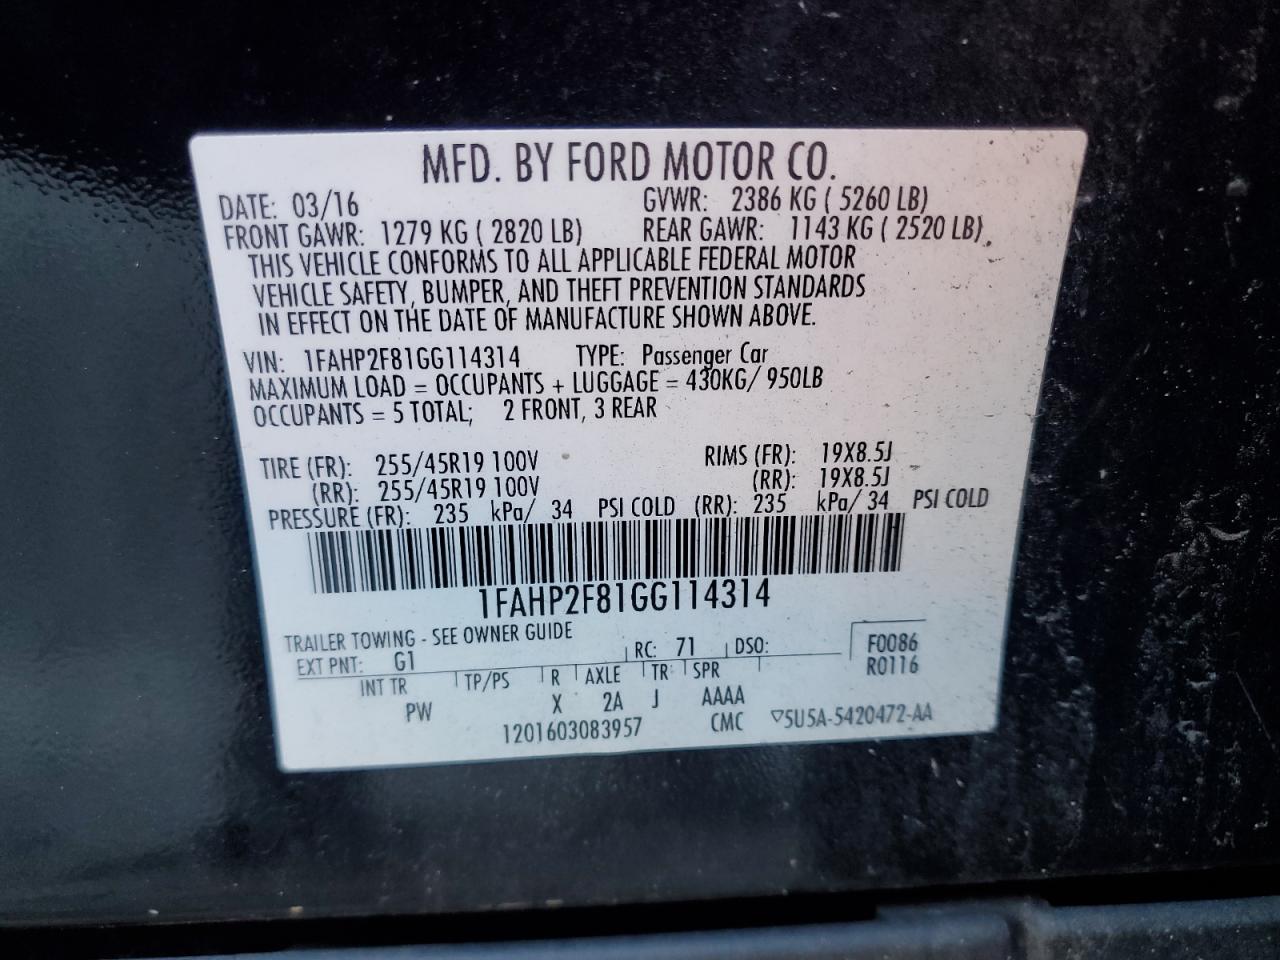 MFD. BY FORD MOTOR CO.
DATE: 03/16 GVWR: 2386 KG ( 5260 LB)
FRONT GAWR: 1279 KG ( 2820 LB) REAR GAWR: 1143 KG ( 2520 LB)
THIS VEHICLE CONFORMS TO ALL APPLICABLE FEDERAL MOTOR
VEHICLE SAFETY, BUMPER, AND THEFT PREVENTION STANDARDS
IN EFFECT ON THE DATE OF MANUFACTURE SHOWN ABOVE.
VIN: 1FAHP2F81GG114314 TYPE: Passenger Car
MAXIMUM LOAD = OCCUPANTS + LUGGAGE = 430KG/ 950LB
OCCUPANTS = 5 TOTAL; 2 FRONT, 3 REAR
TIRE (FR): 255/45R19 100V RIMS (FR): 19X8.5J
(RR): 255/45R19 100V (RR): 19X8.5J
PRESSURE (FR): 235 kPa/ 34 PSI COLD (RR): 235 kPa/ 34 PSI COLD
1FAHP2F81GG114314
TRAILER TOWING - SEE OWNER GUIDE
EXT PNT: G1 RC: 71 DSO: F0086
INT TR TP/PS R AXLE TR SPR R0116
PW X 2A J AAAA
1201603083957 CMC ▽5U5A-5420472-AA